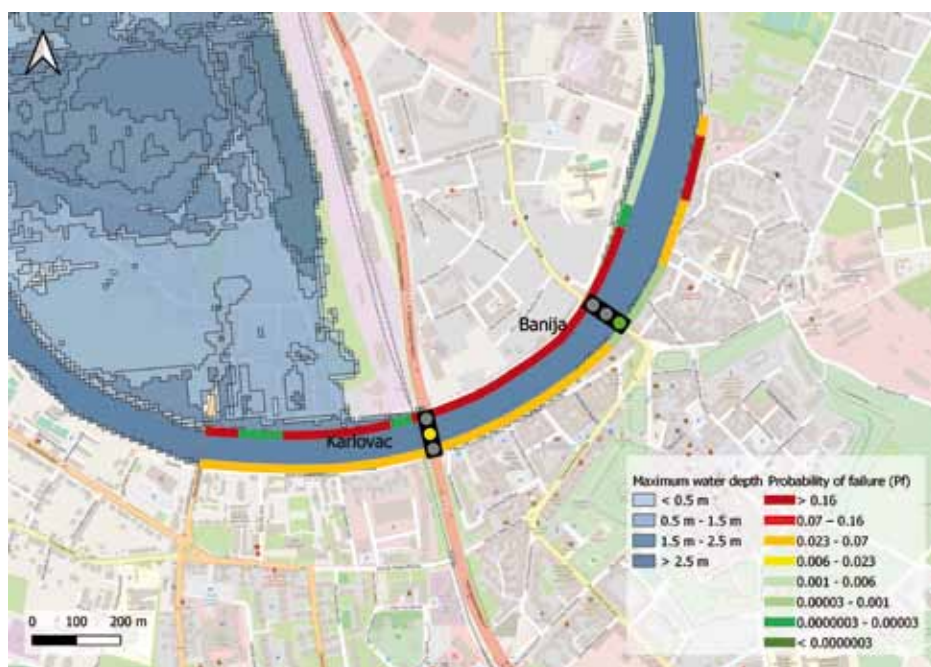 Banija
Karlovac
Maximum water depth
< 0.5 m
0.5 m - 1.5 m
1.5 m - 2.5 m
> 2.5 m
Probability of failure (Pf)
> 0.16
0.07 – 0.16
0.023 - 0.07
0.006 - 0.023
0.001 - 0.006
0.00003 - 0.001
0.0000003 - 0.00003
< 0.0000003
0 100 200 m